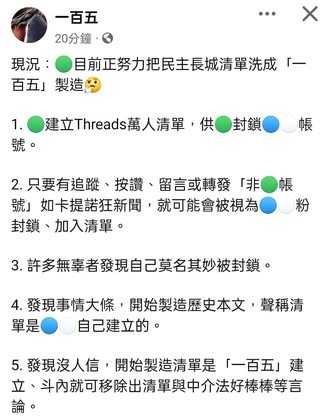 一百五
20分鐘 ·
現況：🟢目前正努力把民主長城清單洗成「一
百五」製造🤔
1. 🟢建立Threads萬人清單，供🟢封鎖🔵⚪帳
號。
2. 只要有追蹤、按讚、留言或轉發「非🟢帳
號」如卡提諾狂新聞，就可能會被視為🔵⚪粉
封鎖、加入清單。
3. 許多無辜者發現自己莫名其妙被封鎖。
4. 發現事情大條，開始製造歷史本文，聲稱清
單是🔵⚪自己建立的。
5. 發現沒人信，開始製造清單是「一百五」建
立、斗內就可移除出清單與中介法好棒棒等言
論。